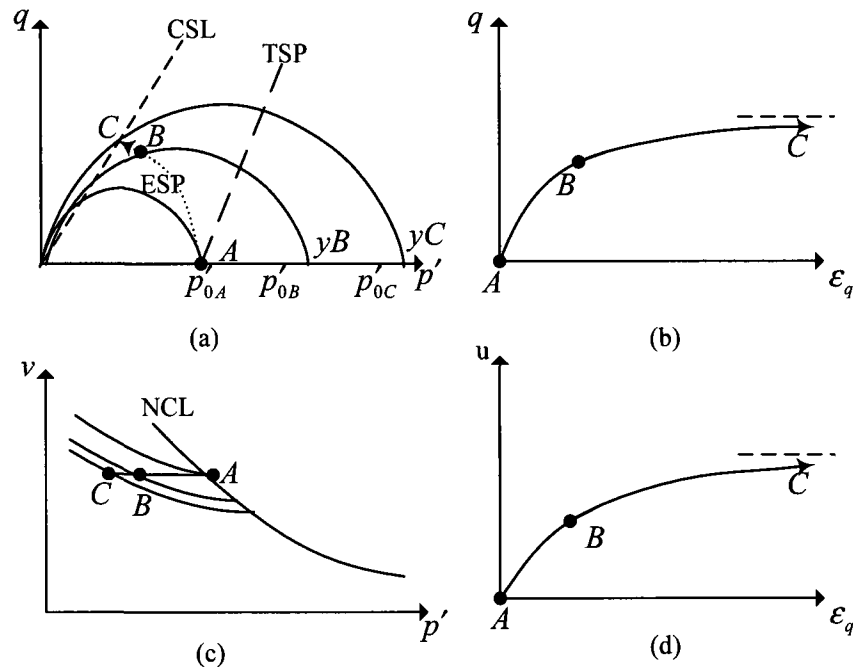 q
CSL
TSP
C
B
ESP
A
yB
yC
p′₀A
p′₀B
p′₀C
p′
(a)
q
B
C
A
εq
(b)
v
NCL
A
C
B
p′
(c)
u
C
B
A
εq
(d)